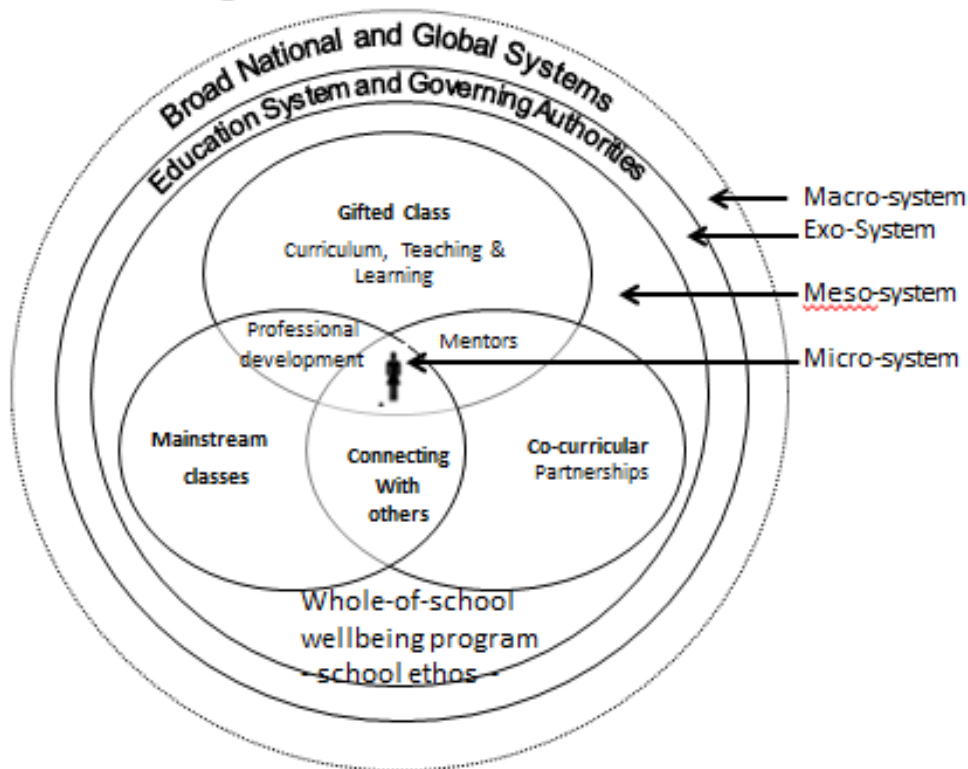 Broad National and Global Systems
Education System and Governing Authorities
Gifted Class
Curriculum, Teaching &
Learning
Professional
development
Mentors
Mainstream
classes
Connecting
With
others
Co-curricular
Partnerships
Whole-of-school
wellbeing program
- school ethos -
Macro-system
Exo-System
Meso-system
Micro-system